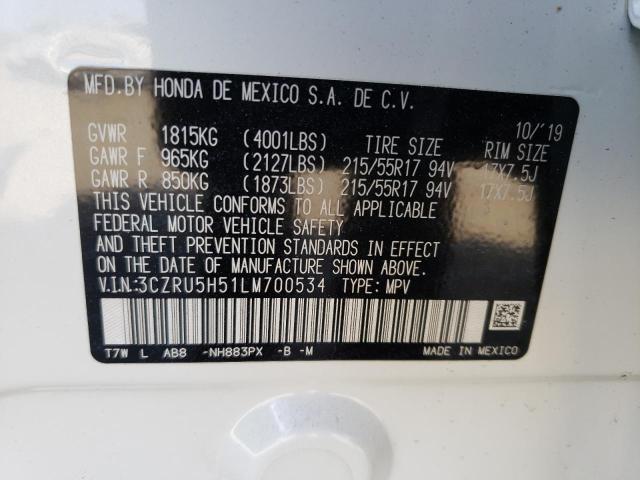 MFD.BY HONDA DE MEXICO S.A. DE C.V.
10/'19
GVWR 1815KG (4001LBS) TIRE SIZE RIM SIZE
GAWR F 965KG (2127LBS) 215/55R17 94V 17X7.5J
GAWR R 850KG (1873LBS) 215/55R17 94V 17X7.5J
THIS VEHICLE CONFORMS TO ALL APPLICABLE
FEDERAL MOTOR VEHICLE SAFETY
AND THEFT PREVENTION STANDARDS IN EFFECT
ON THE DATE OF MANUFACTURE SHOWN ABOVE.
V.I.N.:3CZRU5H51LM700534 TYPE: MPV
T7W L AB8 -NH883PX -B -M MADE IN MEXICO